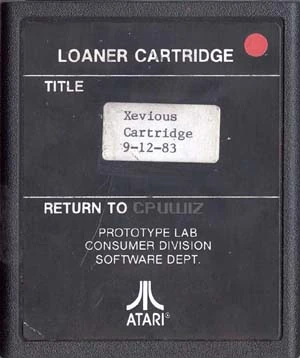 LOANER CARTRIDGE
TITLE
Xevious
Cartridge
9-12-83
RETURN TO CPUWIZ
PROTOTYPE LAB
CONSUMER DIVISION
SOFTWARE DEPT.
ATARI®